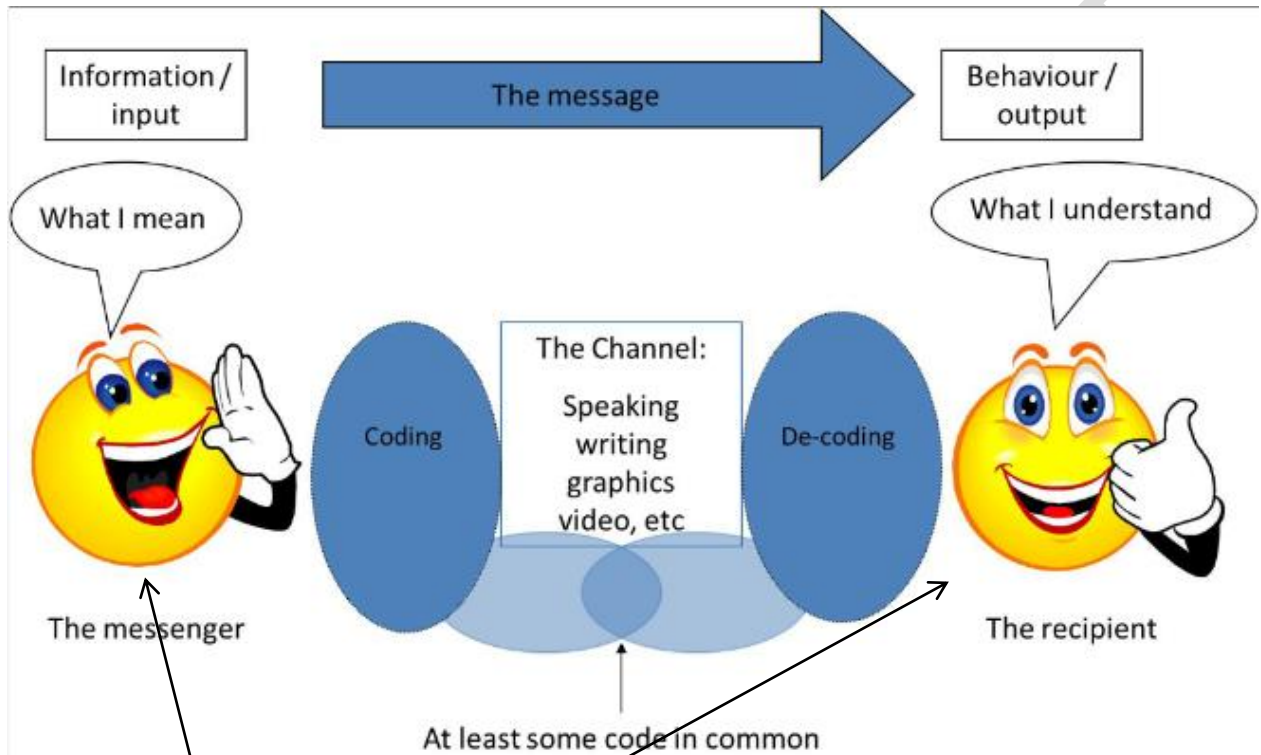 Information /
input
The message
Behaviour /
output
What I mean
What I understand
The Channel:
Speaking
writing
graphics
video, etc
Coding
De-coding
The messenger
The recipient
At least some code in common